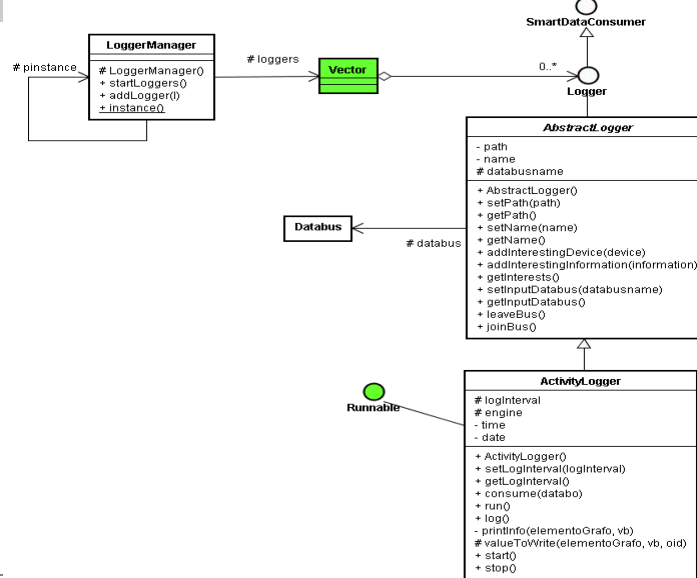 SmartDataConsumer
LoggerManager
# pinstance
# LoggerManager()
+ startLoggers()
+ addLogger(l)
+ instance()
# loggers
Vector
0..*
Logger
AbstractLogger
- path
- name
# databusname
+ AbstractLogger()
+ setPath(path)
+ getPath()
+ setName(name)
+ getName()
+ addInterestingDevice(device)
+ addInterestingInformation(information)
+ getInterests()
+ setInputDatabus(databusname)
+ getInputDatabus()
+ leaveBus()
+ joinBus()
Databus
# databus
Runnable
ActivityLogger
# logInterval
# engine
- time
- date
+ ActivityLogger()
+ setLogInterval(logInterval)
+ getLogInterval()
+ consume(databo)
+ run()
+ log()
- printInfo(elementoGrafo, vb)
# valueToWrite(elementoGrafo, vb, oid)
+ start()
+ stop()